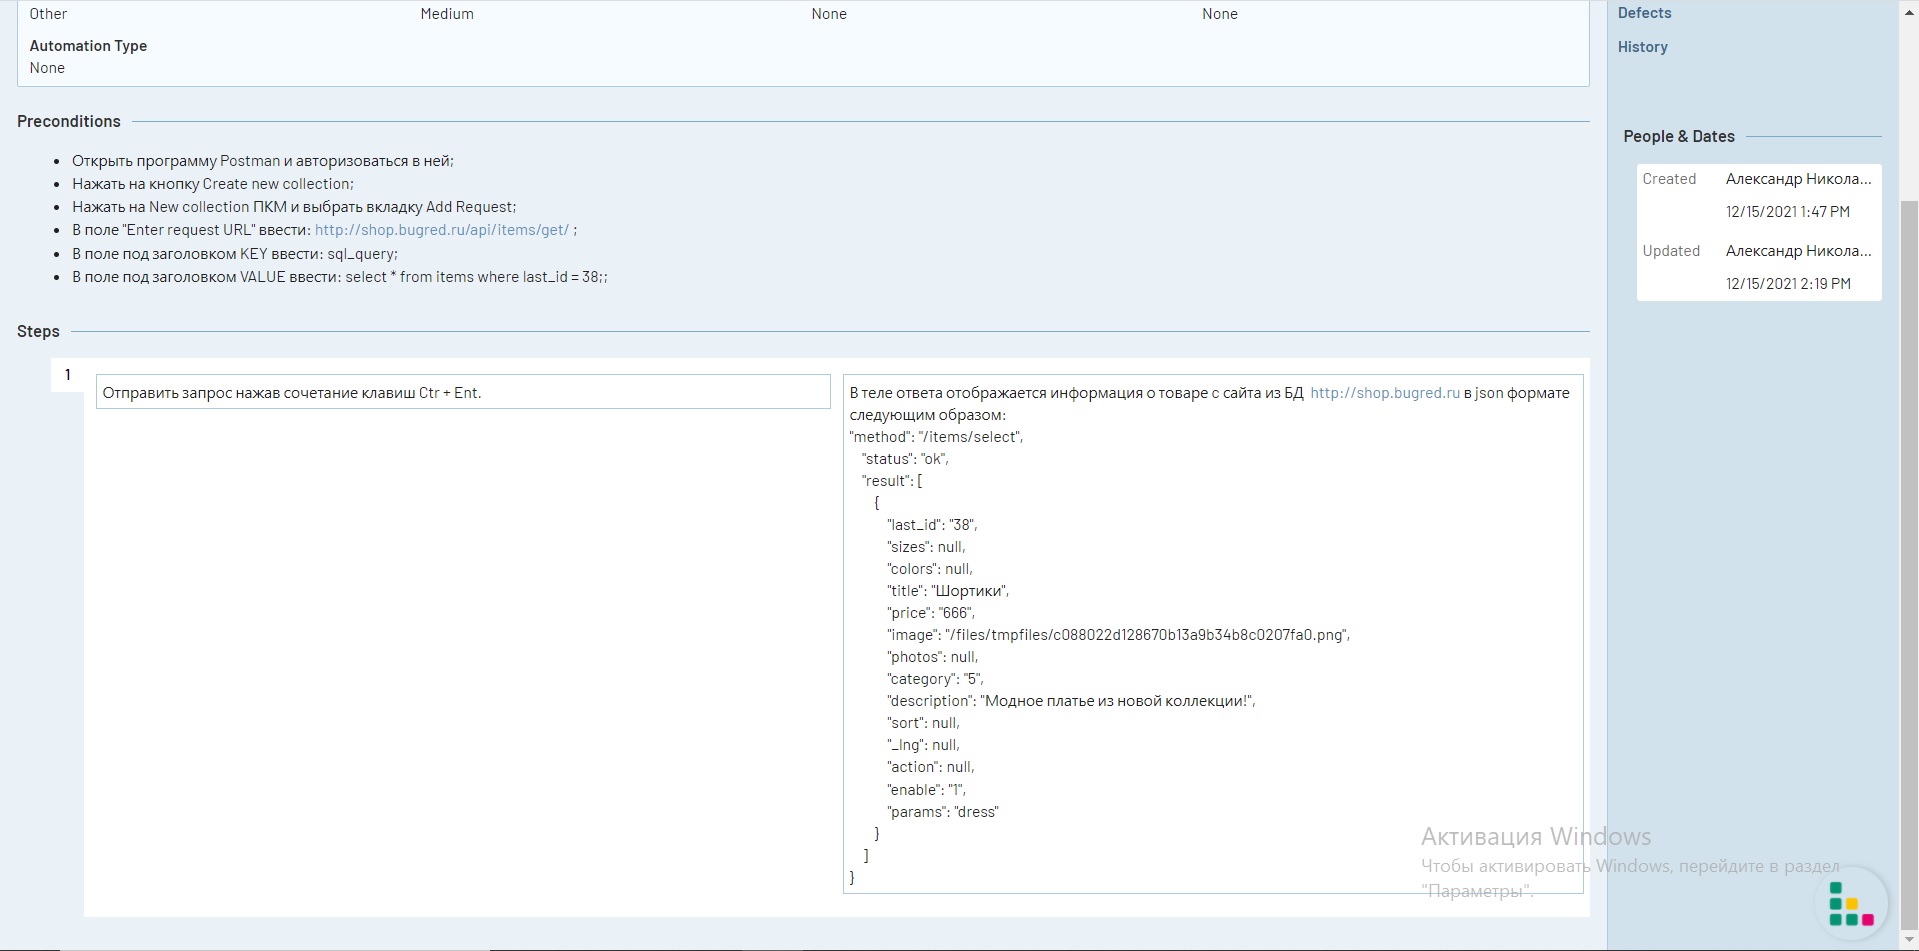 Other Medium None None
Automation Type
None
Preconditions
Открыть программу Postman и авторизоваться в ней;
Нажать на кнопку Create new collection;
Нажать на New collection ПКМ и выбрать вкладку Add Request;
В поле "Enter request URL" ввести: http://shop.bugred.ru/api/items/get/ ;
В поле под заголовком KEY ввести: sql_query;
В поле под заголовком VALUE ввести: select * from items where last_id = 38;;
Steps
1
Отправить запрос нажав сочетание клавиш Ctr + Ent.
В теле ответа отображается информация о товаре с сайта из БД http://shop.bugred.ru в json формате
следующим образом:
"method": "/items/select",
"status": "ok",
"result": [
{
"last_id": "38",
"sizes": null,
"colors": null,
"title": "Шортики",
"price": "666",
"image": "/files/tmpfiles/c088022d128670b13a9b34b8c0207fa0.png",
"photos": null,
"category": "5",
"description": "Модное платье из новой коллекции!",
"sort": null,
"_lng": null,
"action": null,
"enable": "1",
"params": "dress"
}
]
}
Defects
History
People & Dates
Created Александр Никола...
12/15/2021 1:47 PM
Updated Александр Никола...
12/15/2021 2:19 PM
Активация Windows
Чтобы активировать Windows, перейдите в раздел
"Параметры".